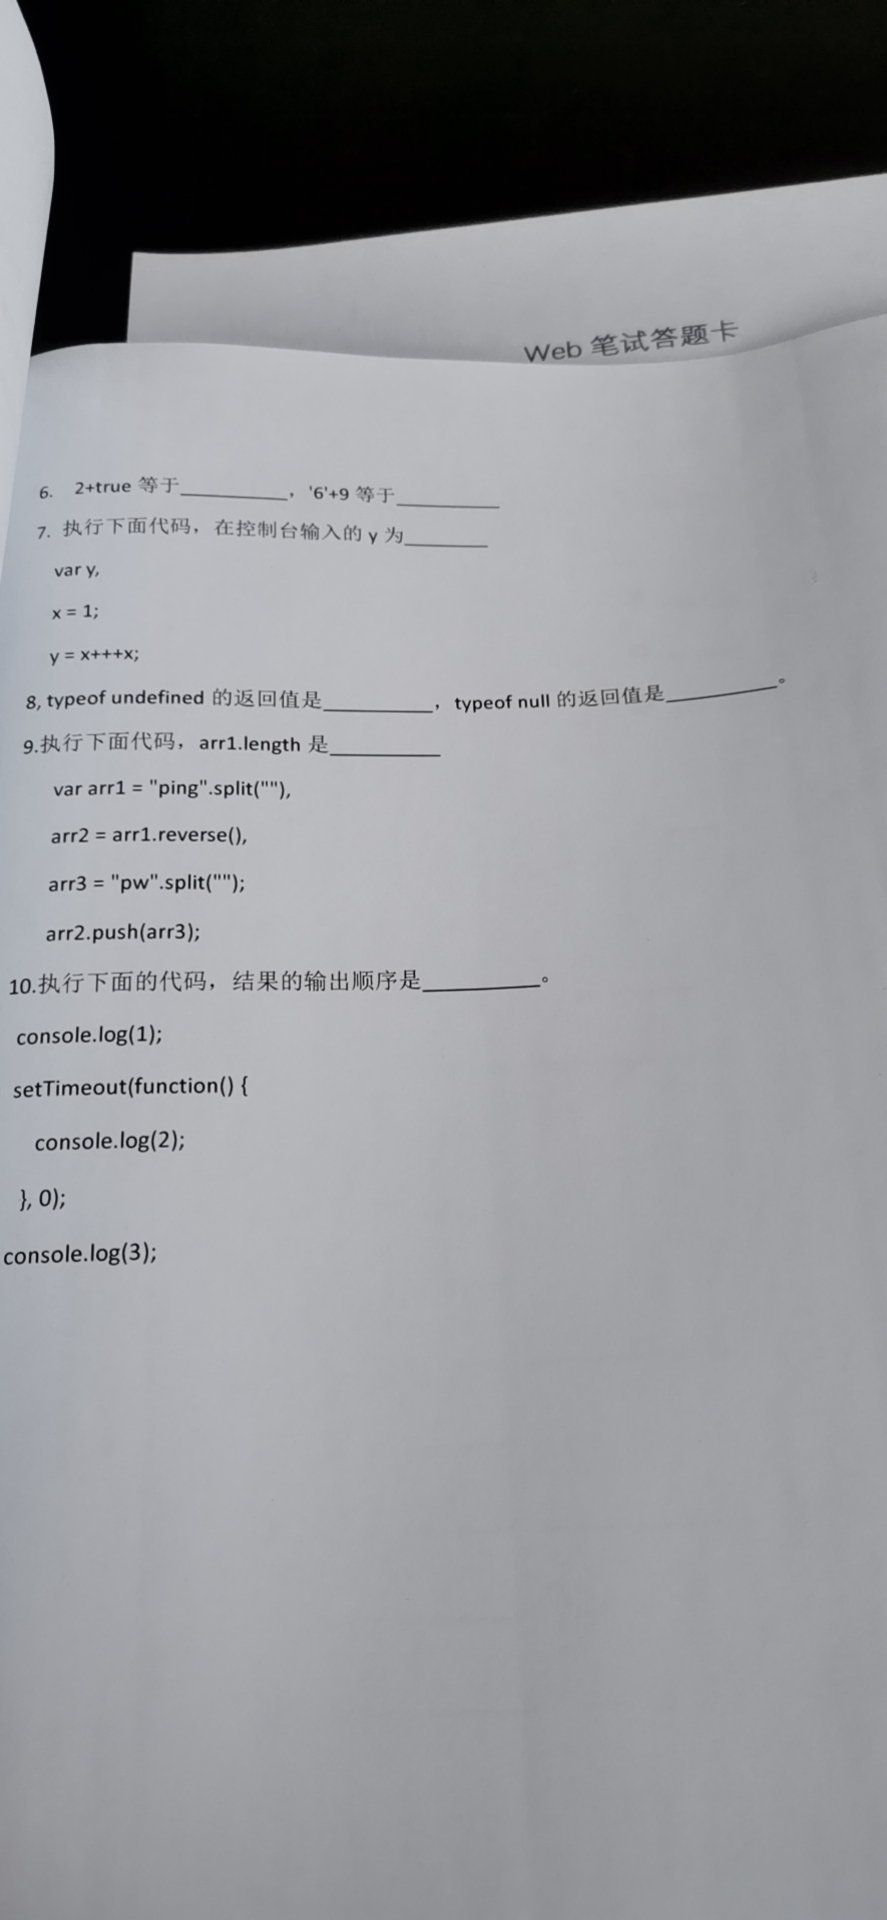 Web 笔试答题卡
6. 2+true 等于__________，'6'+9 等于__________
7. 执行下面代码，在控制台输入的 y 为________
var y,
x = 1;
y = x+++x;
8, typeof undefined 的返回值是__________，typeof null 的返回值是__________。
9.执行下面代码，arr1.length 是__________
var arr1 = "ping".split(""),
arr2 = arr1.reverse(),
arr3 = "pw".split("");
arr2.push(arr3);
10.执行下面的代码，结果的输出顺序是__________。
console.log(1);
setTimeout(function() {
console.log(2);
}, 0);
console.log(3);